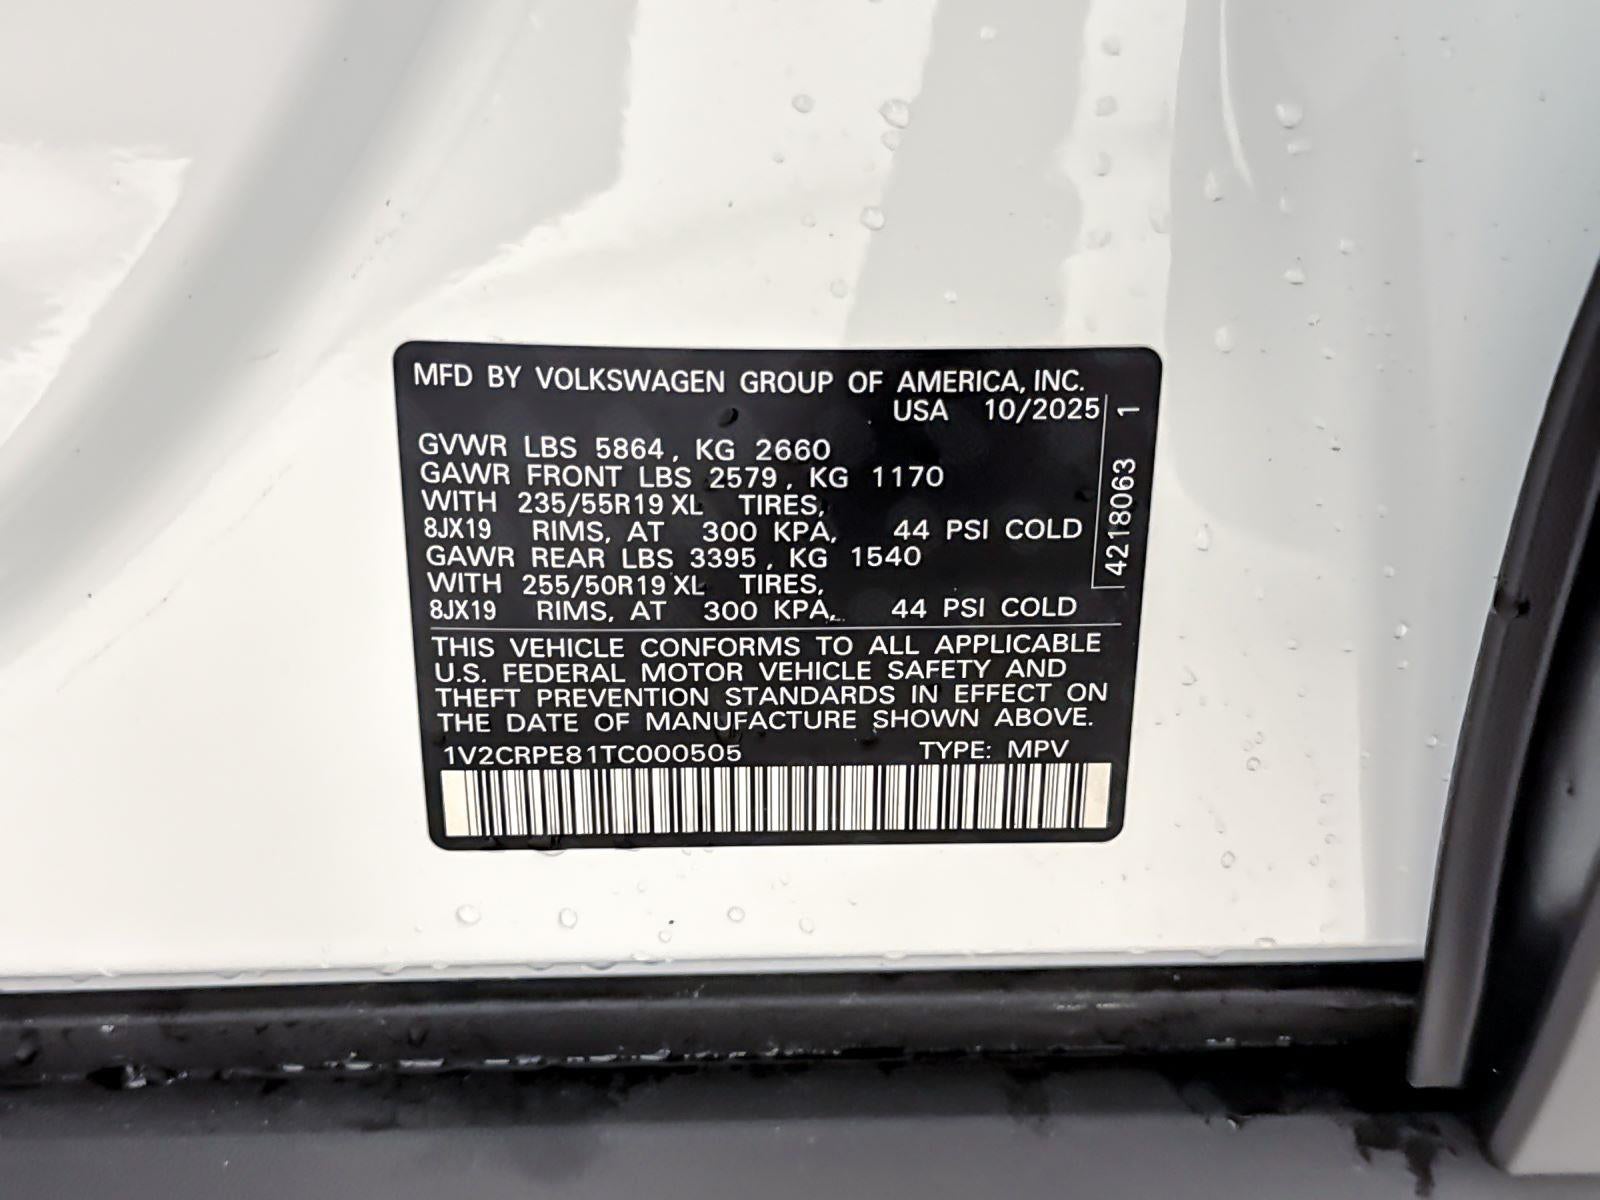 MFD BY VOLKSWAGEN GROUP OF AMERICA, INC.
USA 10/2025
GVWR LBS 5864, KG 2660
GAWR FRONT LBS 2579, KG 1170
WITH 235/55R19 XL TIRES,
8JX19 RIMS, AT 300 KPA, 44 PSI COLD
GAWR REAR LBS 3395, KG 1540
WITH 255/50R19 XL TIRES,
8JX19 RIMS, AT 300 KPA, 44 PSI COLD
4218063 1
THIS VEHICLE CONFORMS TO ALL APPLICABLE
U.S. FEDERAL MOTOR VEHICLE SAFETY AND
THEFT PREVENTION STANDARDS IN EFFECT ON
THE DATE OF MANUFACTURE SHOWN ABOVE.
1V2CRPE81TC000505 TYPE: MPV